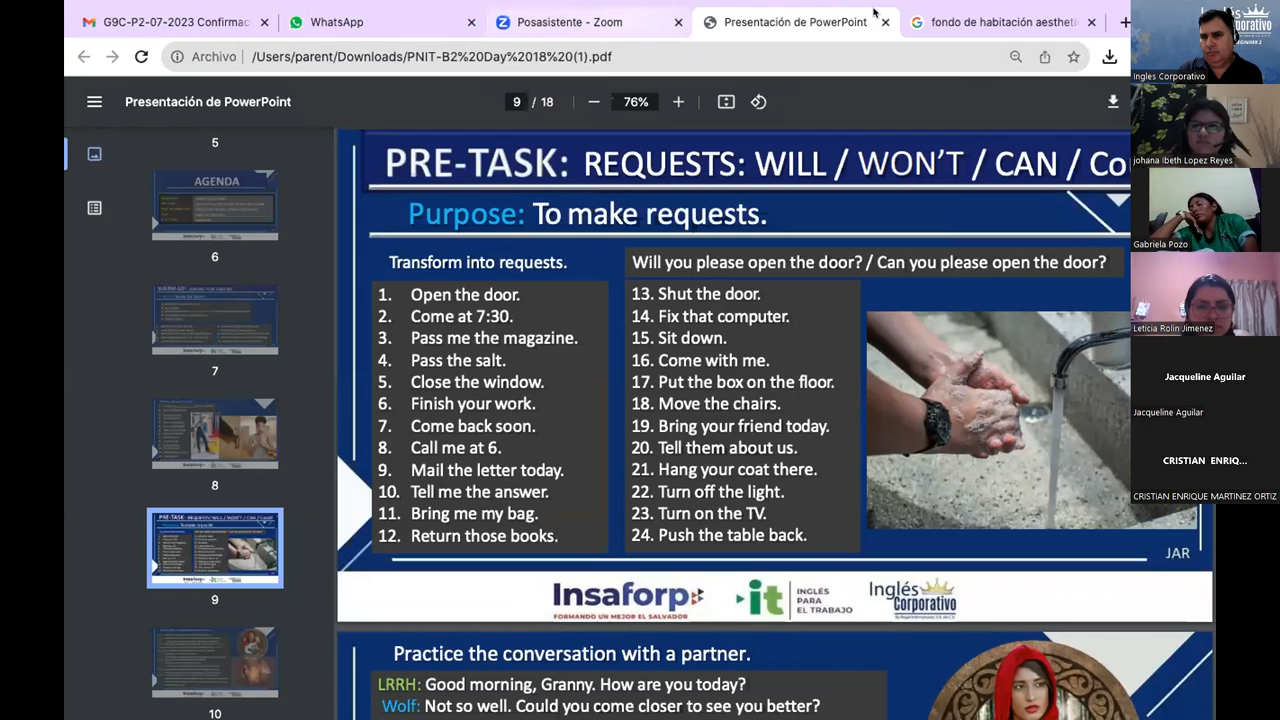 G9C-P2-07-2023 Confirmac
WhatsApp
Posasistente - Zoom
Presentación de PowerPoint
fondo de habitación aestheti
Archivo /Users/parent/Downloads/PNIT-B2%20Day%2018%20(1).pdf
Presentación de PowerPoint
9 / 18
76%
5
AGENDA
6
7
8
9
10
PRE-TASK: REQUESTS: WILL / WON'T / CAN / Co
Purpose: To make requests.
Transform into requests.
Will you please open the door? / Can you please open the door?
1. Open the door.
2. Come at 7:30.
3. Pass me the magazine.
4. Pass the salt.
5. Close the window.
6. Finish your work.
7. Come back soon.
8. Call me at 6.
9. Mail the letter today.
10. Tell me the answer.
11. Bring me my bag.
12. Return those books.
13. Shut the door.
14. Fix that computer.
15. Sit down.
16. Come with me.
17. Put the box on the floor.
18. Move the chairs.
19. Bring your friend today.
20. Tell them about us.
21. Hang your coat there.
22. Turn off the light.
23. Turn on the TV.
24. Push the table back.
JAR
Insaforp
FORMANDO UN MEJOR EL SALVADOR
it
INGLÉS
PARA
EL TRABAJO
Inglés
Corporativo
Practice the conversation with a partner.
LRRH: Good morning, Granny. How are you today?
Wolf: Not so well. Could you come closer to see you better?
Ingles Corporativo
johana Ibeth Lopez Reyes
Gabriela Pozo
Leticia Rolin Jimenez
Jacqueline Aguilar
Jacqueline Aguilar
CRISTIAN ENRIQ...
CRISTIAN ENRIQUE MARTINEZ ORTIZ